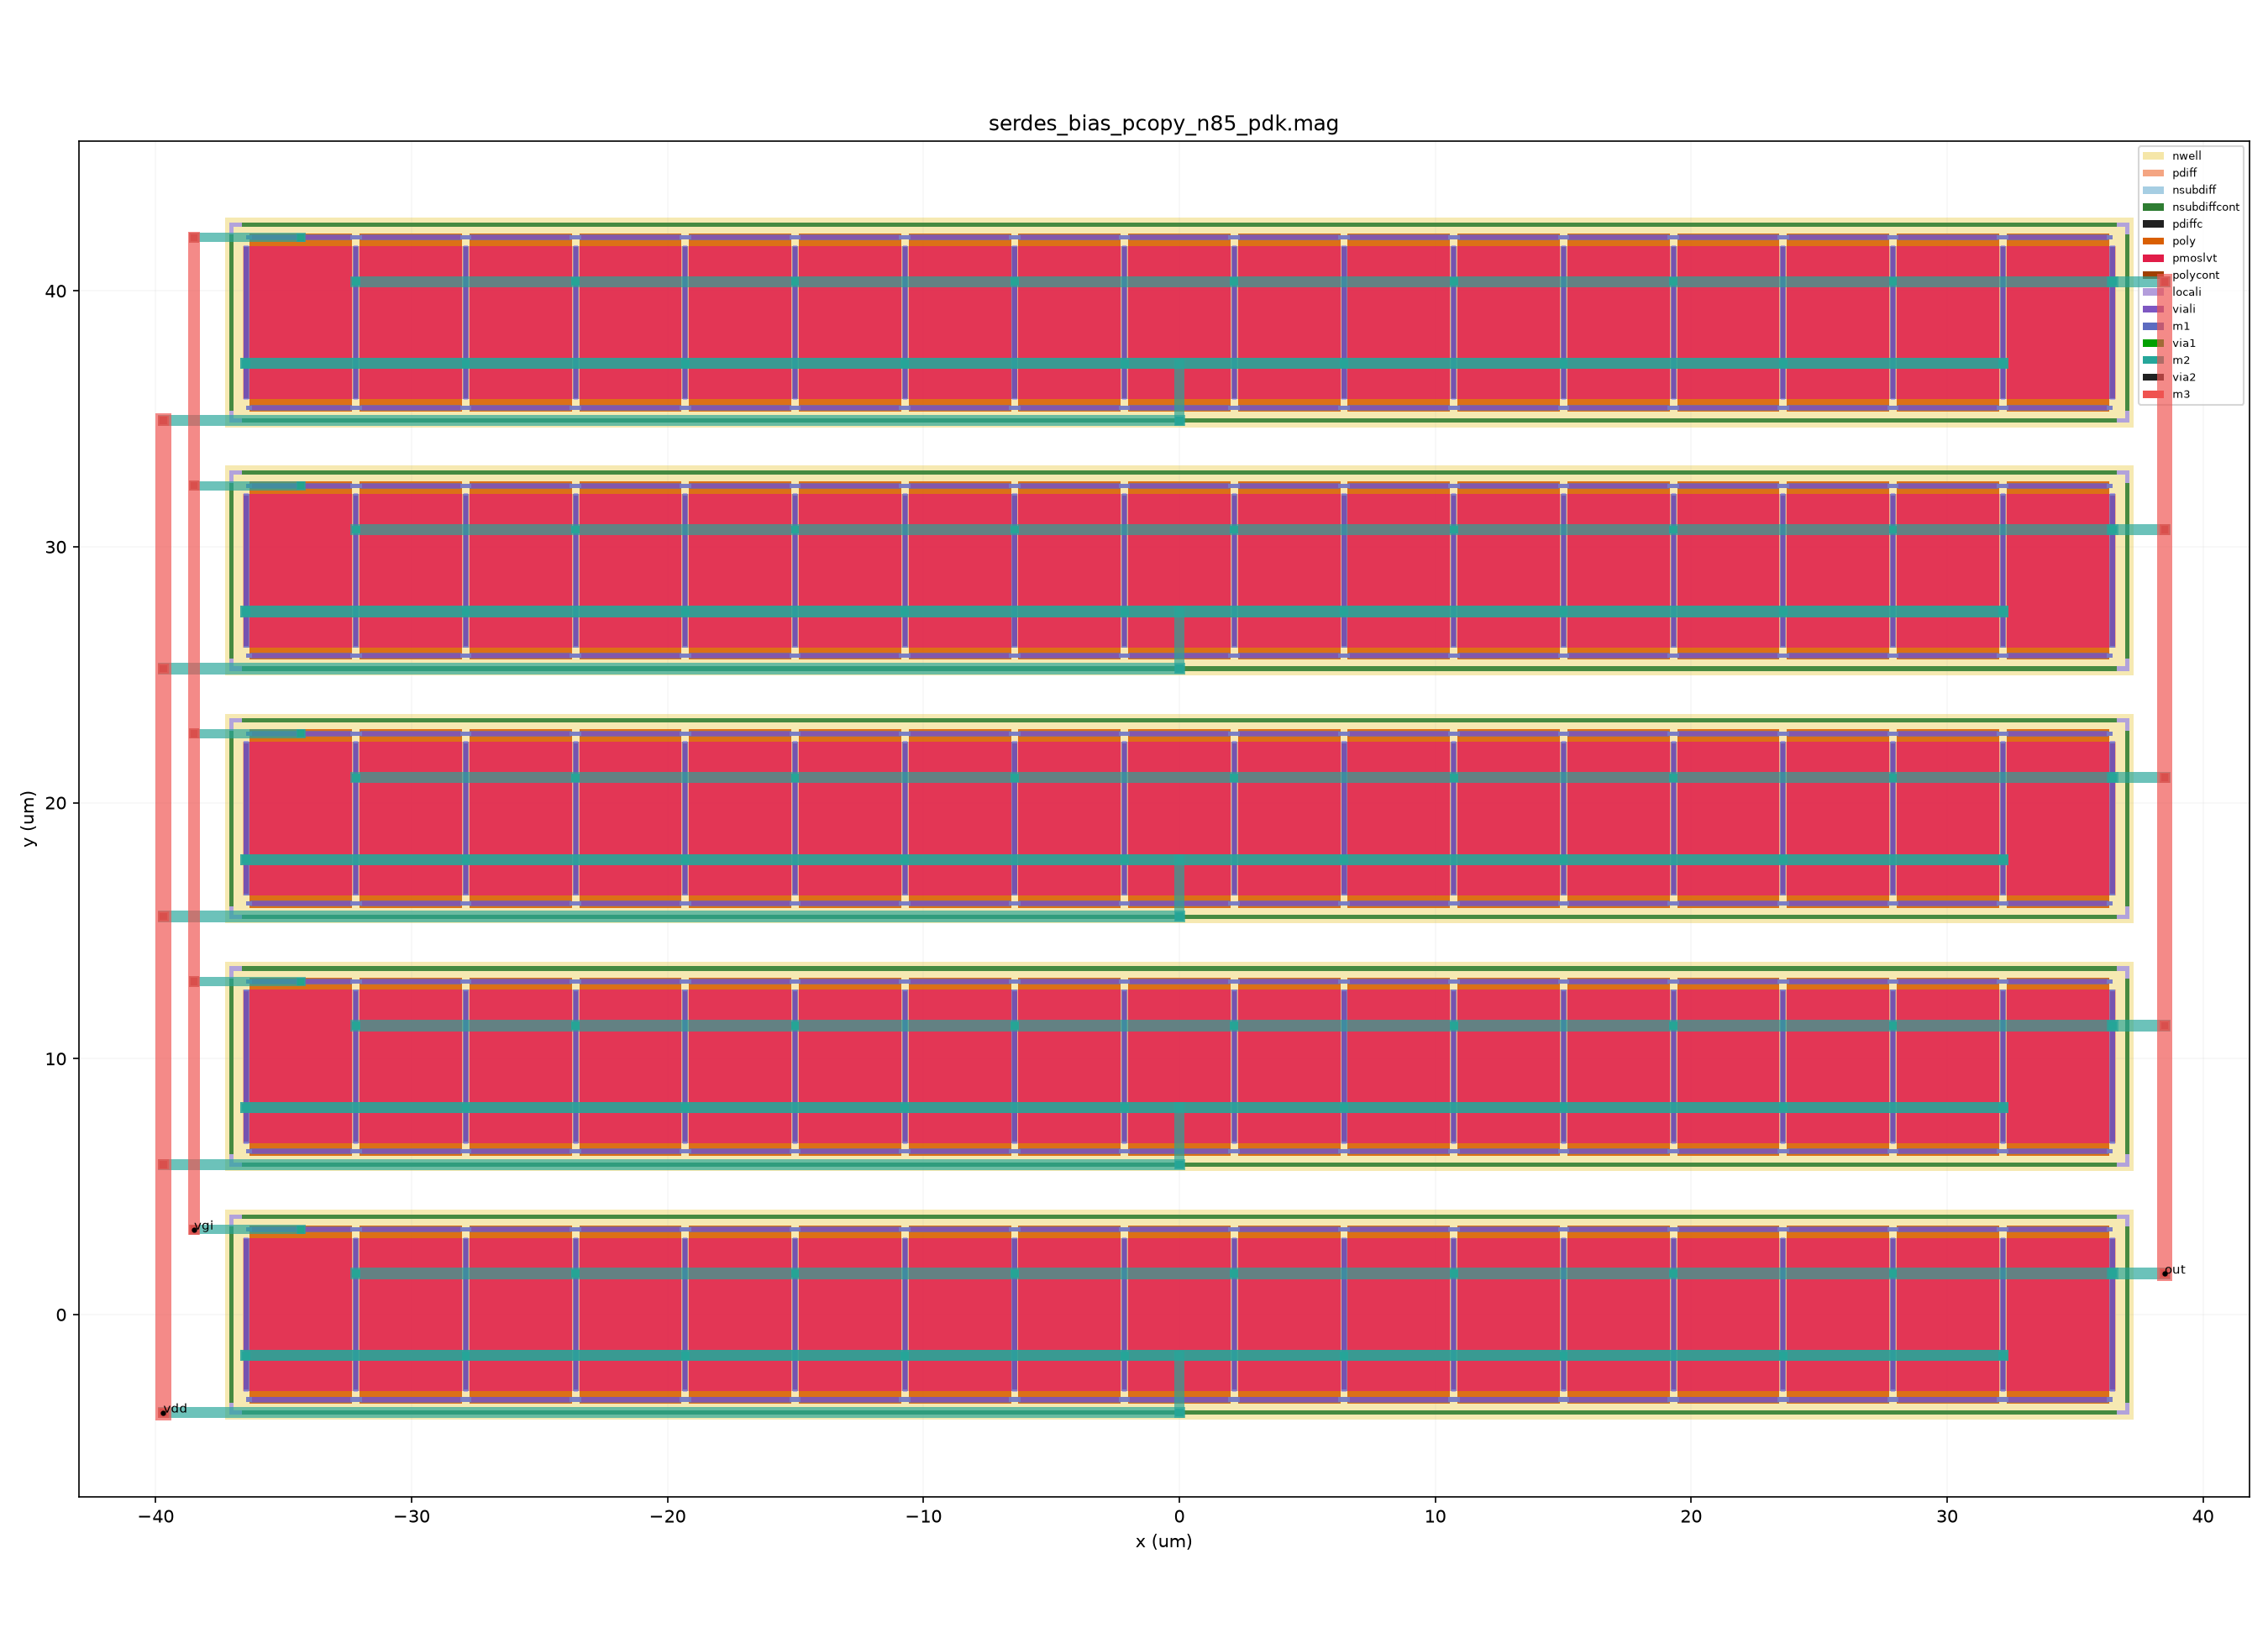 serdes_bias_pcopy_n85_pdk.mag
nwell
pdiff
nsubdiff
nsubdiffcont
pdiffc
poly
pmoslvt
polycont
locali
viali
m1
via1
m2
via2
m3
40
30
20
10
0
y (um)
vgi
out
vdd
−40
−30
−20
−10
0
10
20
30
40
x (um)